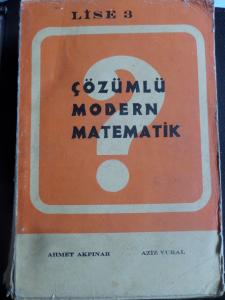 LİSE 3
ÇÖZÜMLÜ
MODERN
MATEMATİK
AHMET AKPINAR AZİZ VURAL